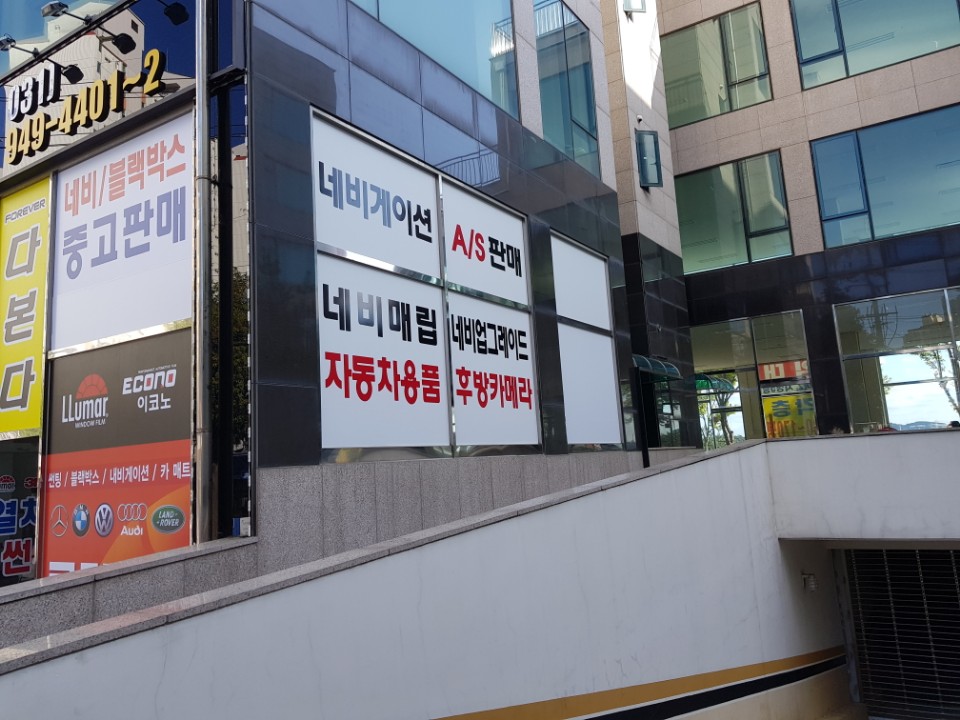 031)
949-4401~2
FOREVER
다본다
네비/블랙박스
중고판매
LLumar
WINDOW FILM
ECONO
이코노
썬팅 / 블랙박스 / 내비게이션 / 카 매트
Audi
LAND ROVER
네비게이션
A/S 판매
네비매립
자동차용품
네비업그레이드
후방카메라